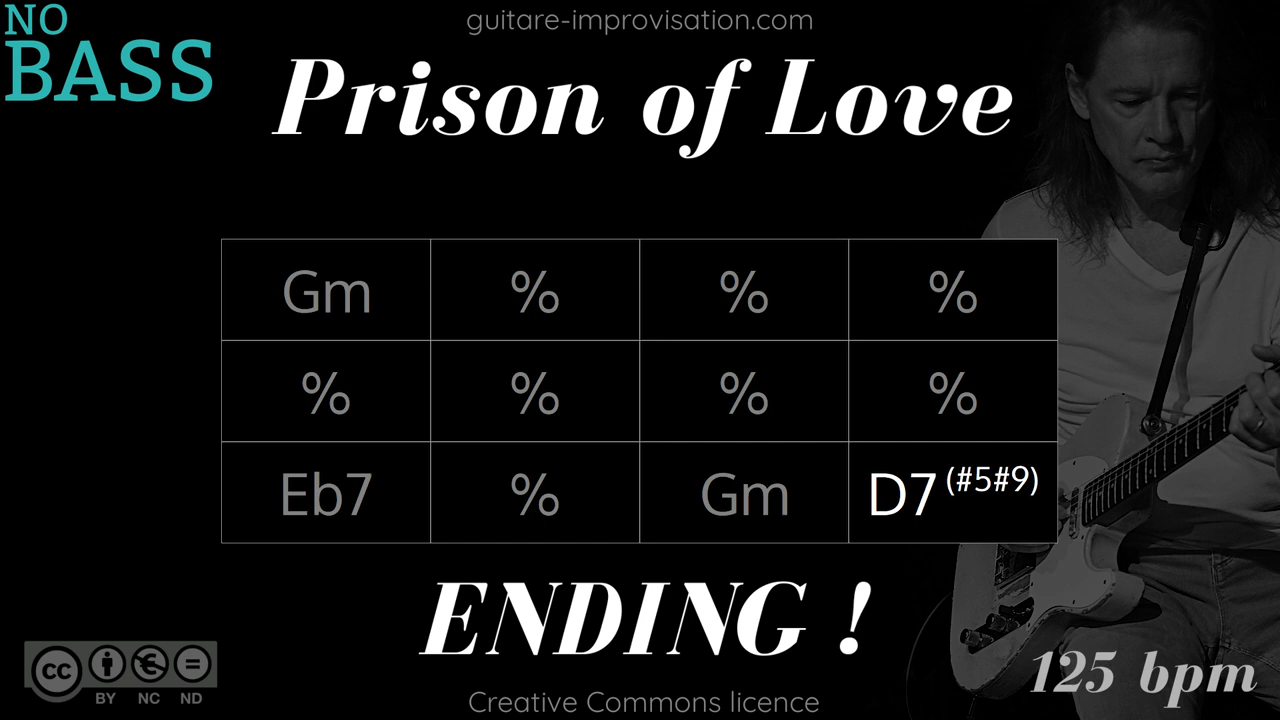 NO
BASS
guitare-improvisation.com
Prison of Love
Gm % % %
% % % %
Eb7 % Gm D7 (#5#9)
ENDING !
cc
BY NC ND
Creative Commons licence
125 bpm